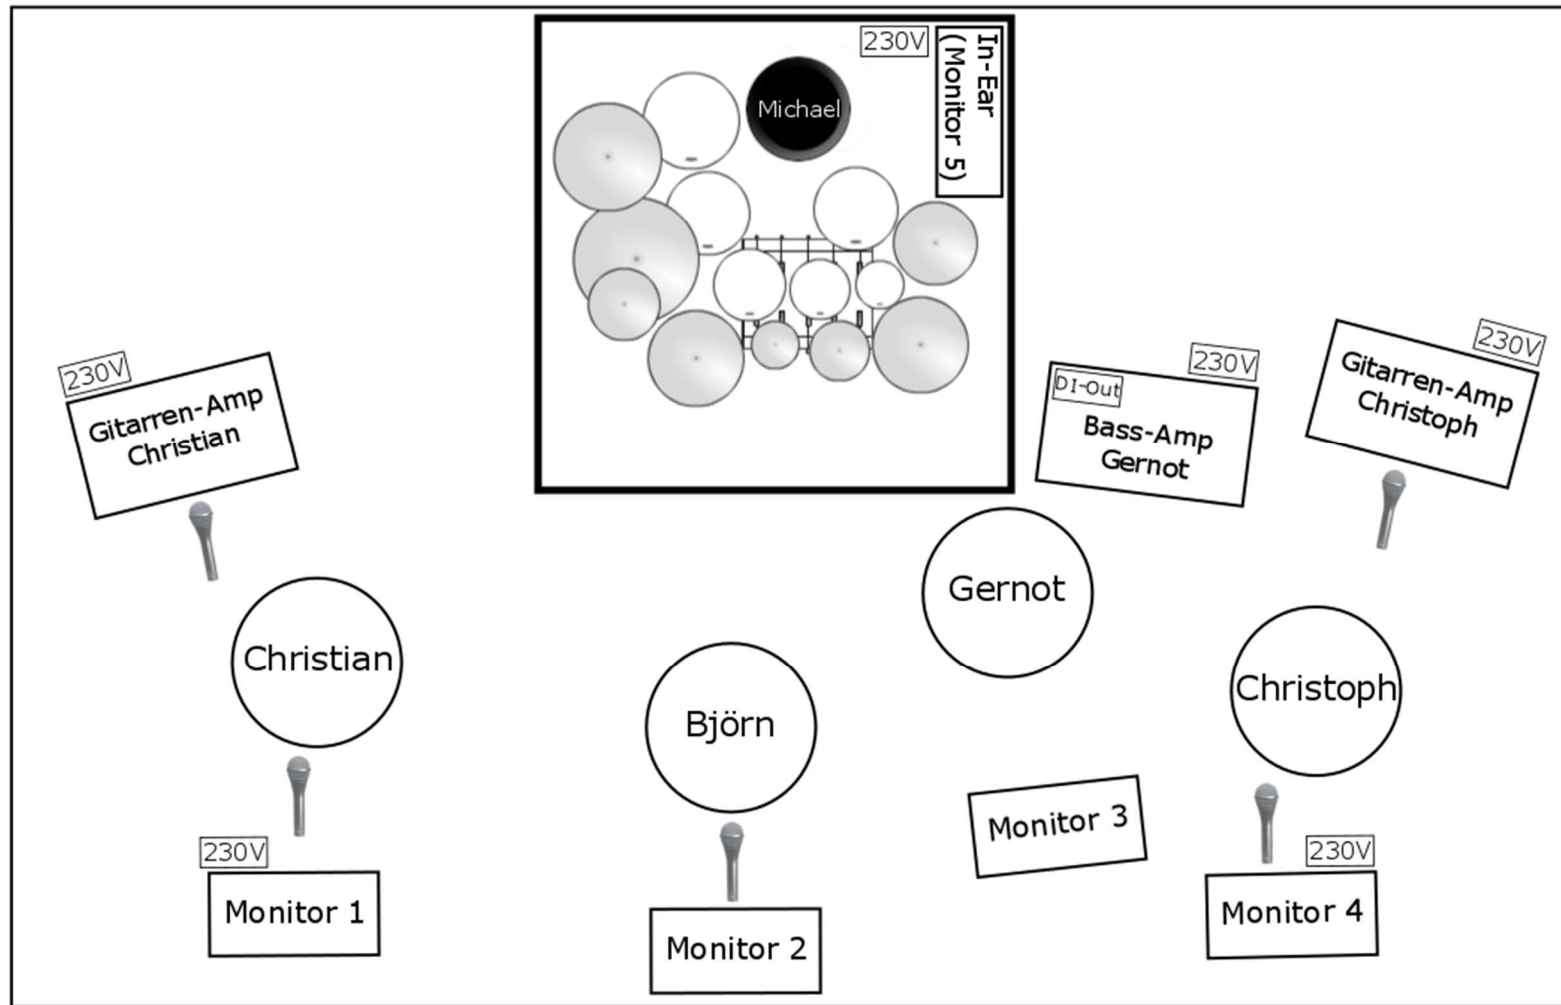 230V
In-Ear
(Monitor 5)
Michael
230V
Gitarren-Amp
Christian
230V
DI-Out
Bass-Amp
Gernot
230V
Gitarren-Amp
Christoph
Gernot
Christian
Björn
Christoph
Monitor 3
230V
Monitor 1
Monitor 2
230V
Monitor 4